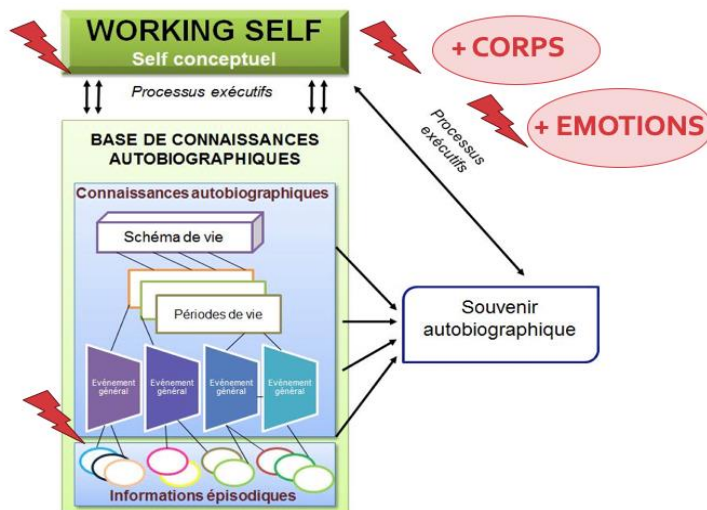 WORKING SELF
Self conceptuel
+ CORPS
+ EMOTIONS
Processus exécutifs
Processus
exécutifs
BASE DE CONNAISSANCES
AUTOBIOGRAPHIQUES
Connaissances autobiographiques
Schéma de vie
Périodes de vie
Souvenir
autobiographique
Evénement
général
Evénement
général
Evénement
général
Evénement
général
Informations épisodiques